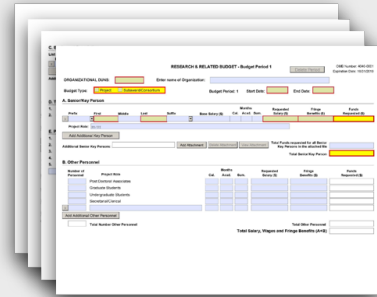 RESEARCH & RELATED BUDGET - Budget Period 1
OMB Number: 4040-0001
ORGANIZATIONAL DUNS:
Enter name of Organization:
Budget Type:
Project
Subaward/Consortium
Budget Period: 1
Start Date:
End Date:
A. Senior/Key Person
Months
Requested
Fringe
Funds
Prefix
First
Middle
Last
Suffix
Base Salary ($)
Cal.
Acad.
Sum.
Salary ($)
Benefits ($)
Requested ($)
Project Role:
PD/PI
Add Additional Key Person
Additional Senior Key Persons:
Add Attachment
Delete Attachment
View Attachment
Total Funds requested for all Senior
Key Persons in the attached file
Total Senior/Key Person
B. Other Personnel
Number of
Personnel
Project Role
Months
Cal.
Acad.
Sum.
Requested
Salary ($)
Fringe
Benefits ($)
Funds
Requested ($)
Post Doctoral Associates
Graduate Students
Undergraduate Students
Secretarial/Clerical
Add Additional Other Personnel
Total Number Other Personnel
Total Other Personnel
Total Salary, Wages and Fringe Benefits (A+B)